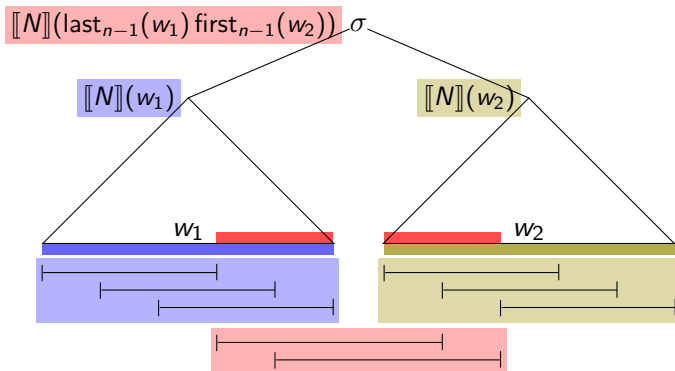 ⟦N⟧(last_{n−1}(w_1) first_{n−1}(w_2)) σ
⟦N⟧(w_1) ⟦N⟧(w_2)
w_1 w_2